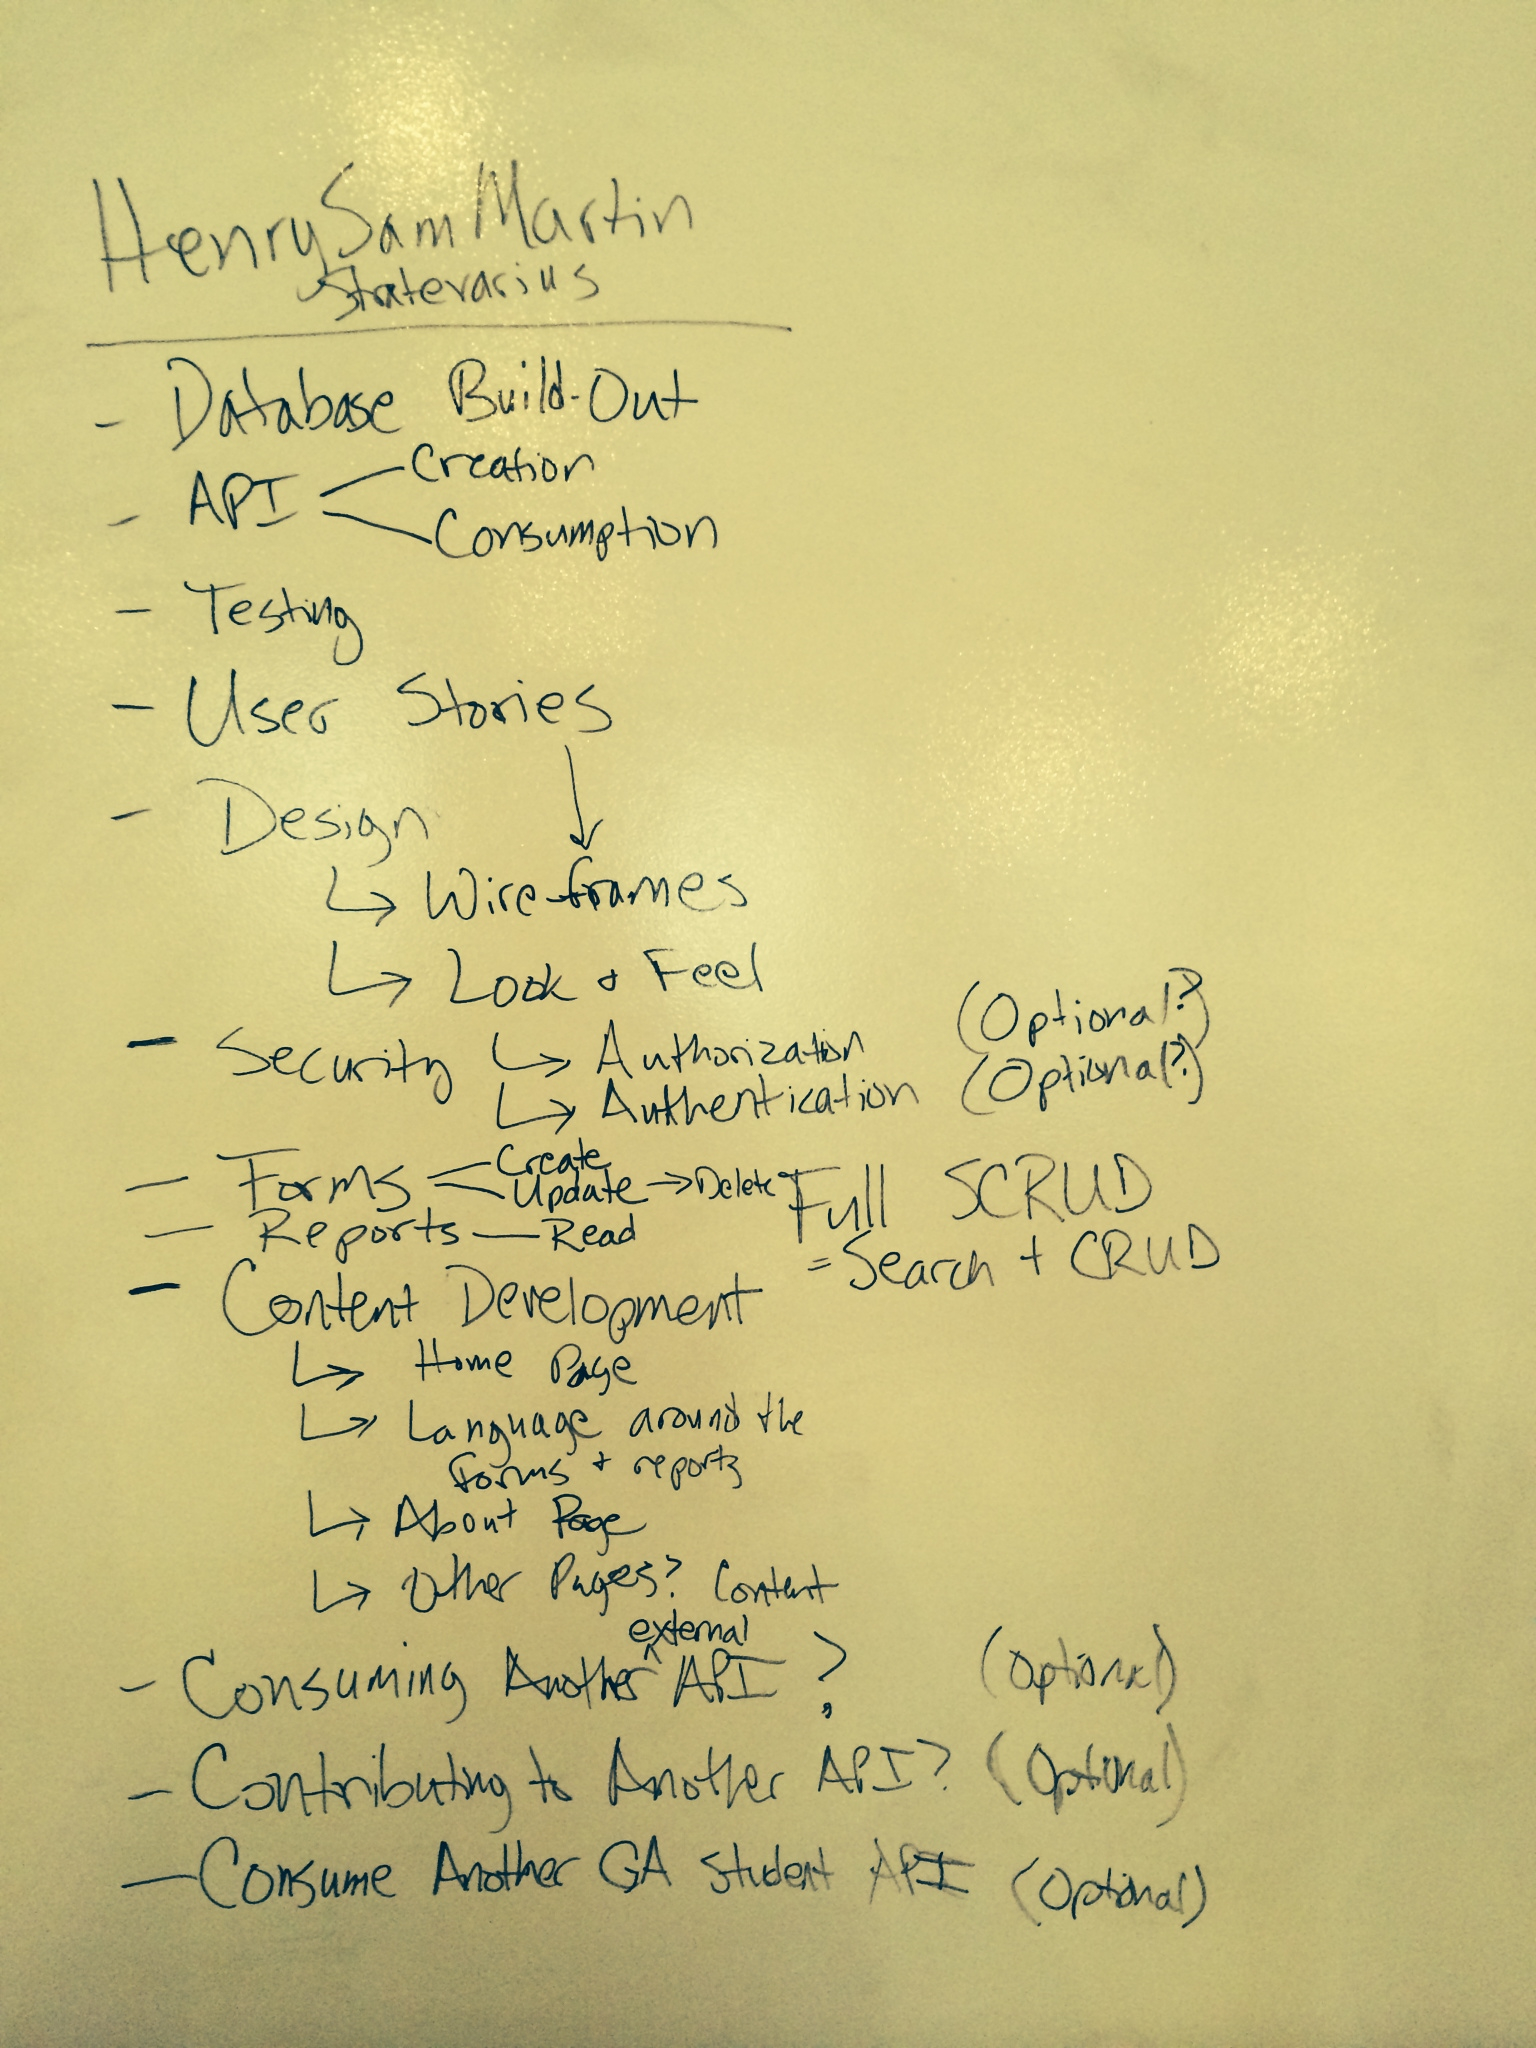 HenrySamMartin
Stratevarius
- Database Build-Out
- API
Creation
Consumption
- Testing
- User Stories
- Design
Wireframes
Look & Feel
- Security
Authorization (Optional?)
Authentication (Optional?)
- Forms
Create
Update → Delete
Full SCRUD
- Reports — Read
= Search + CRUD
- Content Development
Home Page
Language around the
forms + reports
About Page
Other Pages? Content
external
- Consuming Another ^ API ? (Optional)
- Contributing to Another API? (Optional)
- Consume Another GA Student API (Optional)